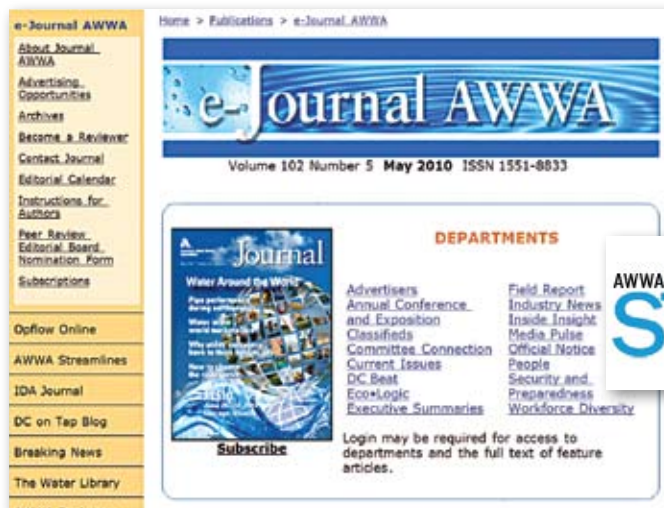 e-Journal AWWA
About Journal
AWWA
Advertising
Opportunities
Archives
Become a Reviewer
Contact Journal
Editorial Calendar
Instructions for
Authors
Peer Review
Editorial Board
Nomination Form
Subscriptions
Opflow Online
AWWA Streamlines
IDA Journal
DC on Tap Blog
Breaking News
The Water Library
Home > Publications > e-Journal AWWA
e-Journal AWWA
Volume 102 Number 5 May 2010 ISSN 1551-8833
Journal
Water Around the World
Subscribe
DEPARTMENTS
Advertisers
Annual Conference
and Exposition
Classifieds
Committee Connection
Current Issues
DC Beat
Eco•Logic
Executive Summaries
Field Report
Industry News
Inside Insight
Media Pulse
Official Notice
People
Security and
Preparedness
Workforce Diversity
Login may be required for access to
departments and the full text of feature
articles.
AWWA